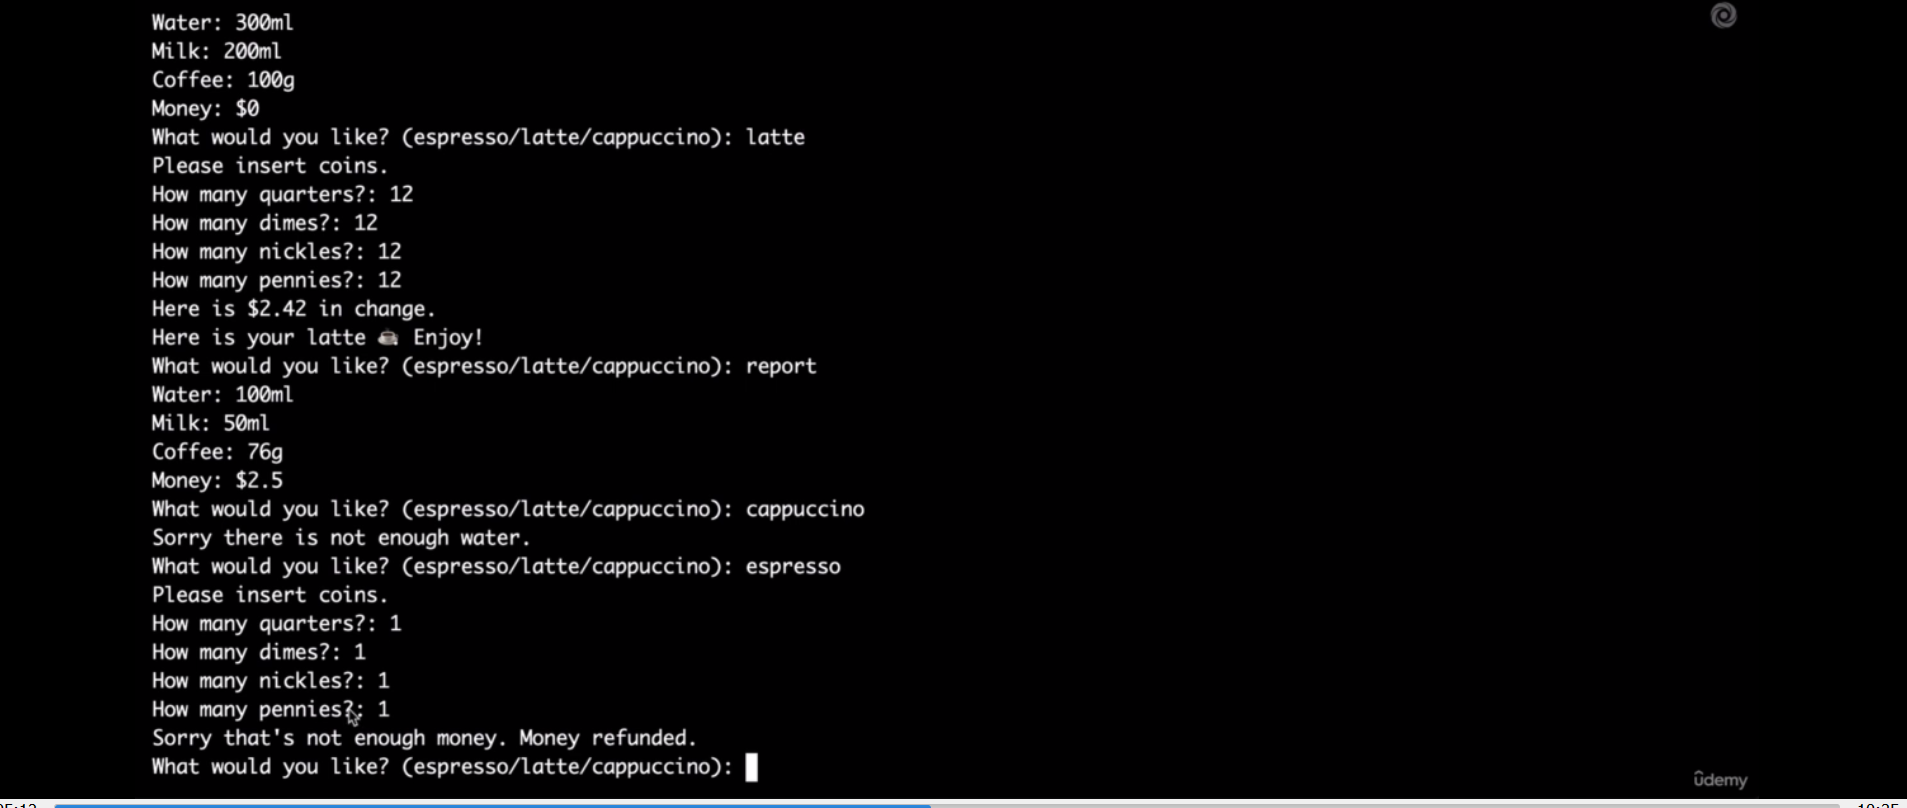 Water: 300ml
Milk: 200ml
Coffee: 100g
Money: $0
What would you like? (espresso/latte/cappuccino): latte
Please insert coins.
How many quarters?: 12
How many dimes?: 12
How many nickles?: 12
How many pennies?: 12
Here is $2.42 in change.
Here is your latte ☕ Enjoy!
What would you like? (espresso/latte/cappuccino): report
Water: 100ml
Milk: 50ml
Coffee: 76g
Money: $2.5
What would you like? (espresso/latte/cappuccino): cappuccino
Sorry there is not enough water.
What would you like? (espresso/latte/cappuccino): espresso
Please insert coins.
How many quarters?: 1
How many dimes?: 1
How many nickles?: 1
How many pennies?: 1
Sorry that's not enough money. Money refunded.
What would you like? (espresso/latte/cappuccino):
ûdemy